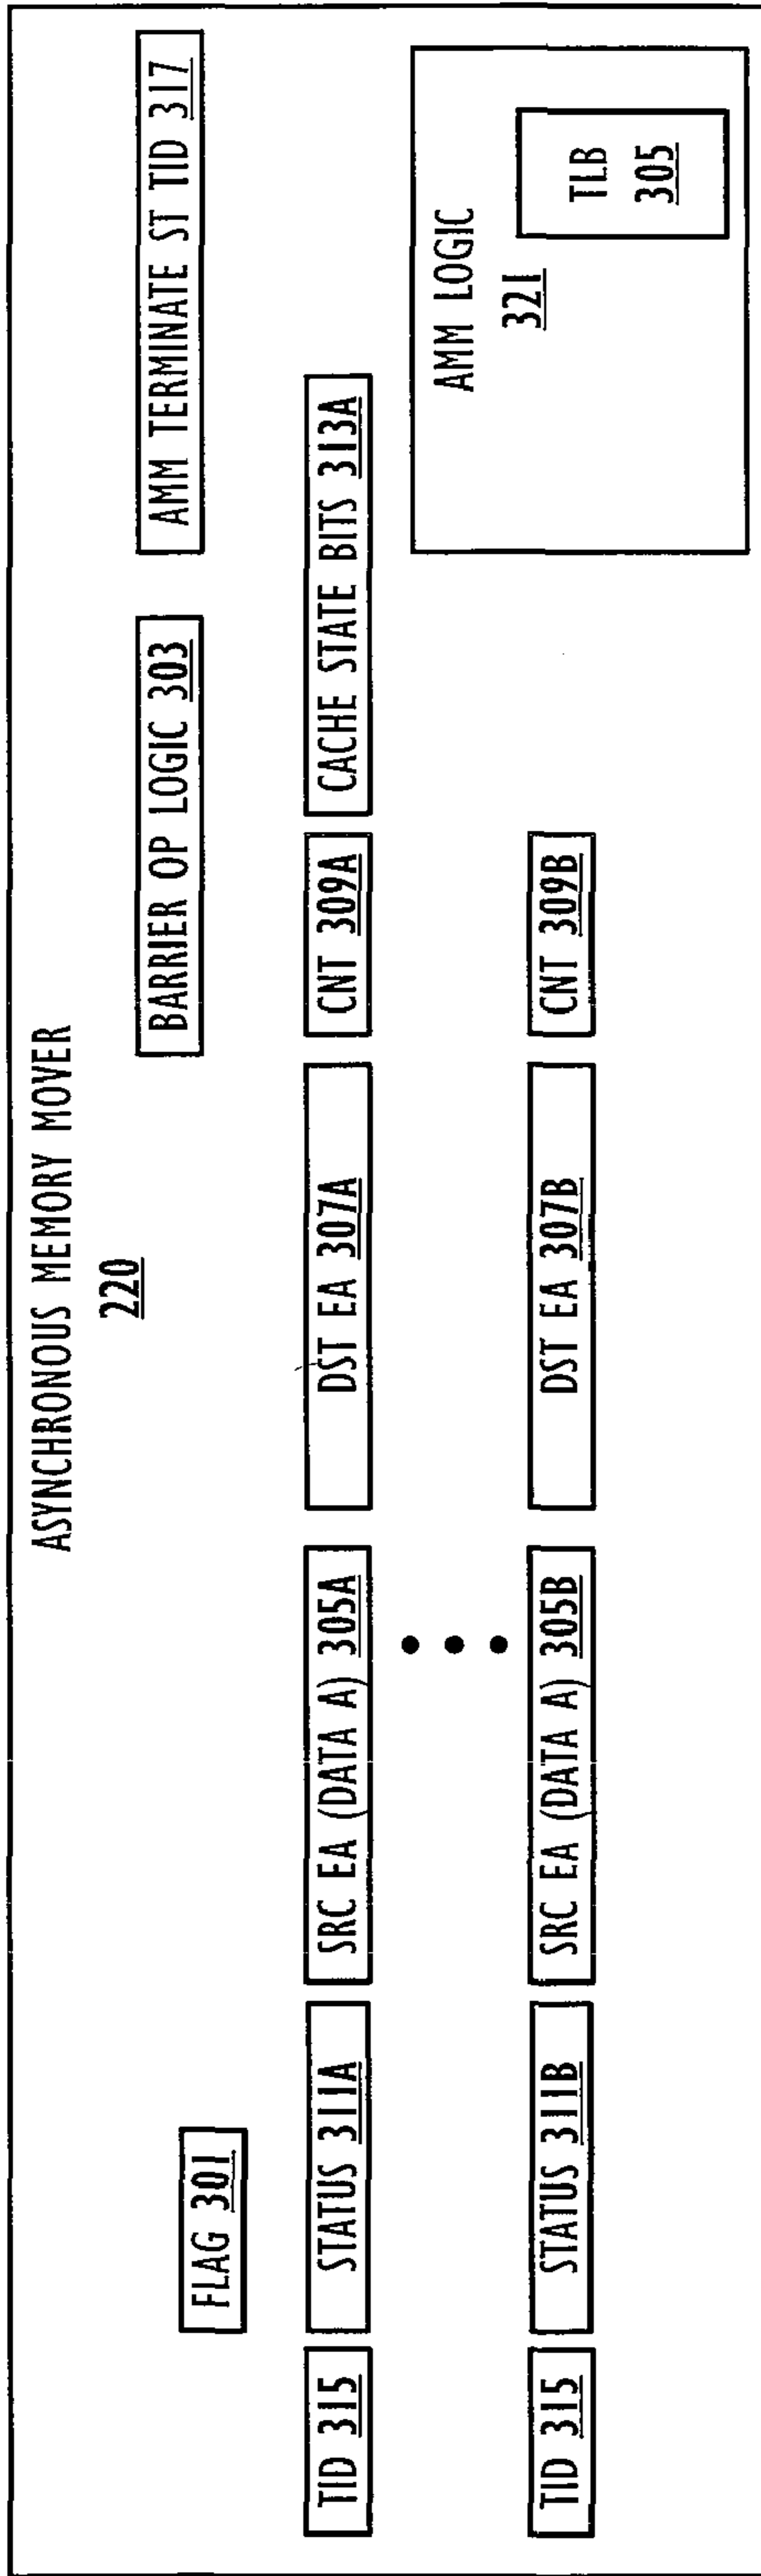 ASYNCHRONOUS MEMORY MOVER
220
BARRIER OP LOGIC 303
AMM TERMINATE ST TID 317
FLAG 301
TID 315
STATUS 311A
SRC EA (DATA A) 305A
DST EA 307A
CNT 309A
CACHE STATE BITS 313A
TID 315
STATUS 311B
SRC EA (DATA A) 305B
DST EA 307B
CNT 309B
AMM LOGIC
321
TLB
305